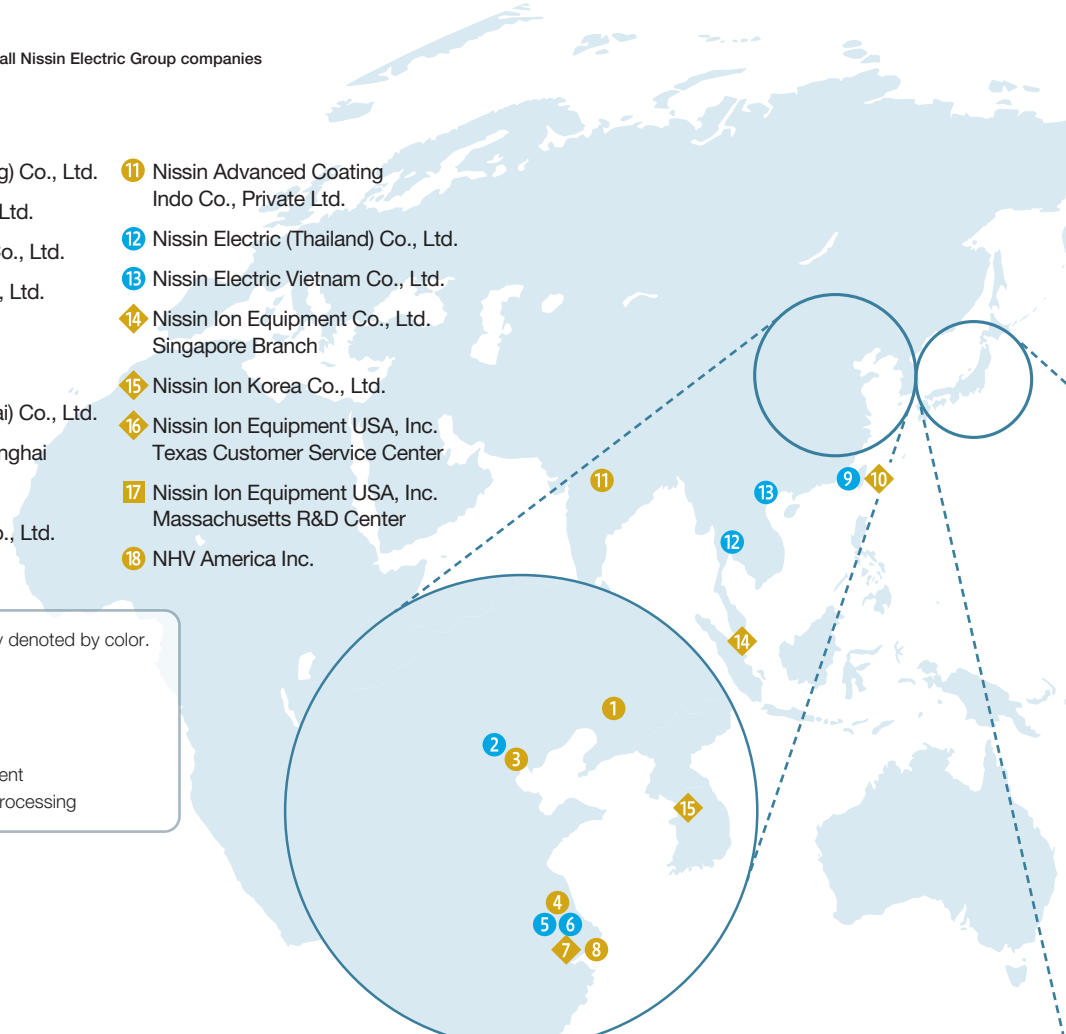 all Nissin Electric Group companies
g) Co., Ltd.
Ltd.
Co., Ltd.
, Ltd.
ai) Co., Ltd.
nghai
o., Ltd.
11 Nissin Advanced Coating
Indo Co., Private Ltd.
12 Nissin Electric (Thailand) Co., Ltd.
13 Nissin Electric Vietnam Co., Ltd.
14 Nissin Ion Equipment Co., Ltd.
Singapore Branch
15 Nissin Ion Korea Co., Ltd.
16 Nissin Ion Equipment USA, Inc.
Texas Customer Service Center
17 Nissin Ion Equipment USA, Inc.
Massachusetts R&D Center
18 NHV America Inc.
y denoted by color.
ent
rocessing
11
13
9
10
12
14
1
2
3
15
4
5
6
7
8